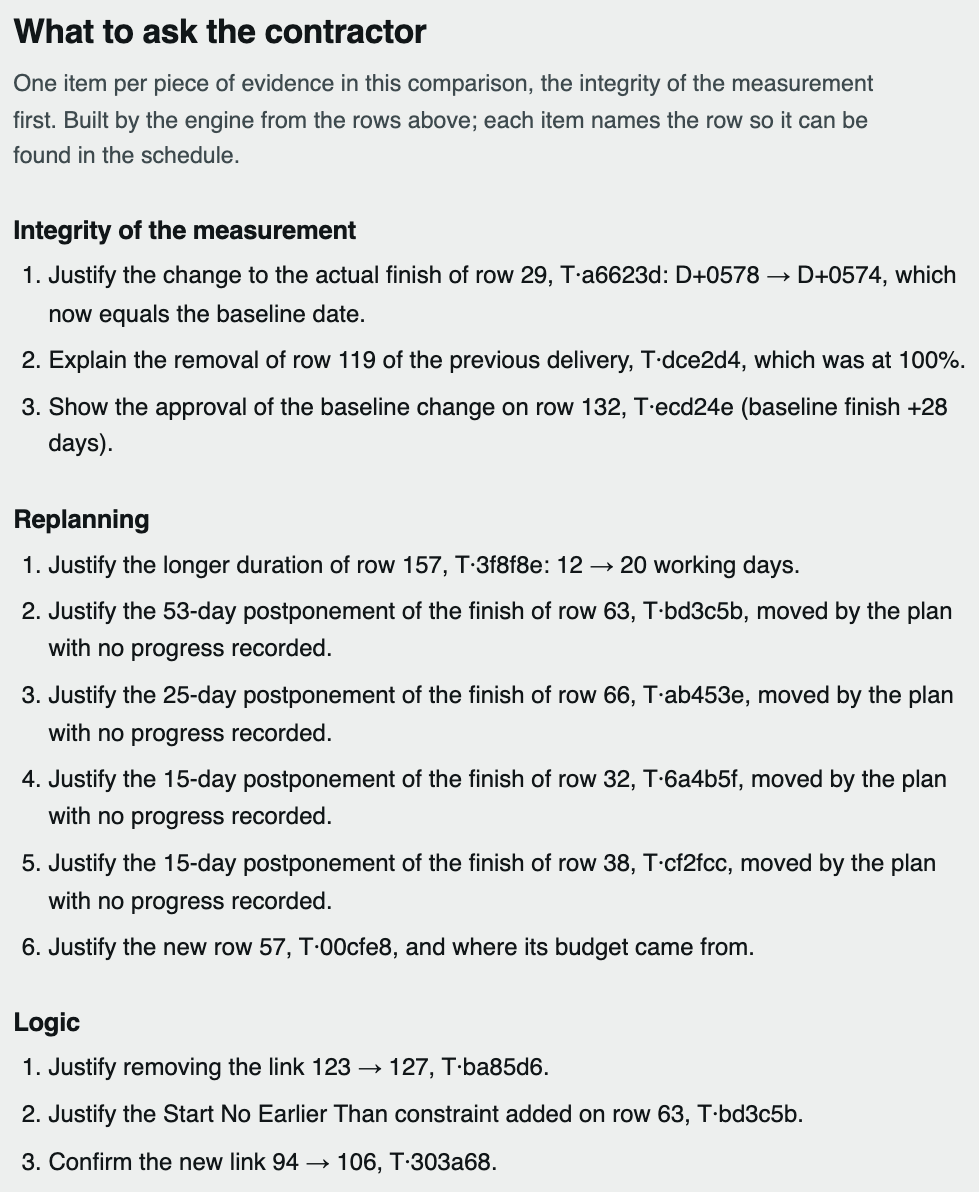 What to ask the contractor
One item per piece of evidence in this comparison, the integrity of the measurement
first. Built by the engine from the rows above; each item names the row so it can be
found in the schedule.
Integrity of the measurement
1. Justify the change to the actual finish of row 29, T·a6623d: D+0578 → D+0574, which
now equals the baseline date.
2. Explain the removal of row 119 of the previous delivery, T·dce2d4, which was at 100%.
3. Show the approval of the baseline change on row 132, T·ecd24e (baseline finish +28
days).
Replanning
1. Justify the longer duration of row 157, T·3f8f8e: 12 → 20 working days.
2. Justify the 53-day postponement of the finish of row 63, T·bd3c5b, moved by the plan
with no progress recorded.
3. Justify the 25-day postponement of the finish of row 66, T·ab453e, moved by the plan
with no progress recorded.
4. Justify the 15-day postponement of the finish of row 32, T·6a4b5f, moved by the plan
with no progress recorded.
5. Justify the 15-day postponement of the finish of row 38, T·cf2fcc, moved by the plan
with no progress recorded.
6. Justify the new row 57, T·00cfe8, and where its budget came from.
Logic
1. Justify removing the link 123 → 127, T·ba85d6.
2. Justify the Start No Earlier Than constraint added on row 63, T·bd3c5b.
3. Confirm the new link 94 → 106, T·303a68.